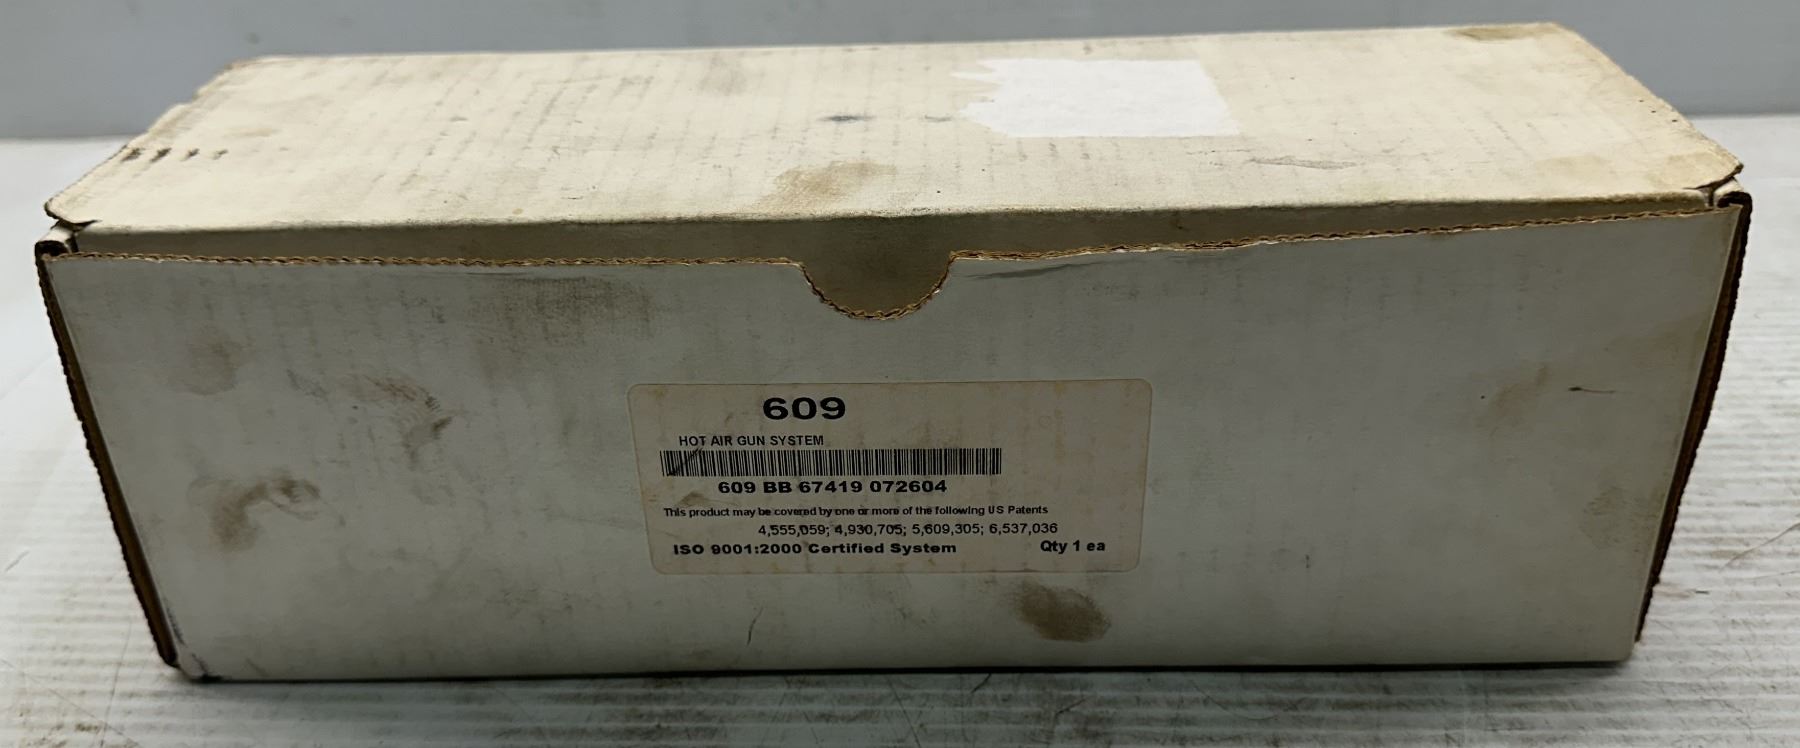 609
HOT AIR GUN SYSTEM
609 BB 67419 072604
This product may be covered by one or more of the following US Patents
4,555,059; 4,930,705; 5,609,305; 6,537,036
ISO 9001:2000 Certified System Qty 1 ea